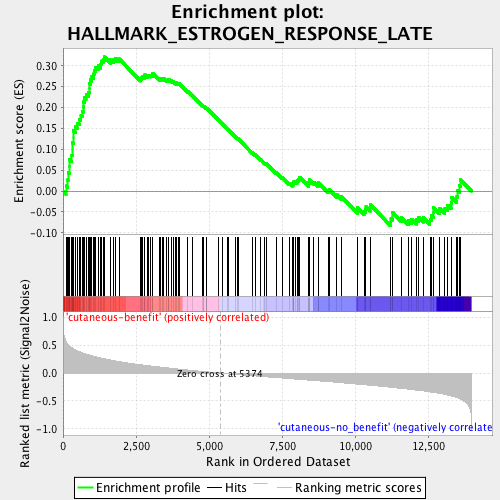 Enrichment plot:
HALLMARK_ESTROGEN_RESPONSE_LATE
Enrichment score (ES)
0.30
0.25
0.20
0.15
0.10
0.05
0.00
-0.05
-0.10
Ranked list metric (Signal2Noise)
1.0
0.5
0.0
-0.5
-1.0
'cutaneous-benefit' (positively correlated)
Zero cross at 5374
'cutaneous-no_benefit' (negatively correlate
0
2,500
5,000
7,500
10,000
12,500
Rank in Ordered Dataset
Enrichment profile
Hits
Ranking metric scores